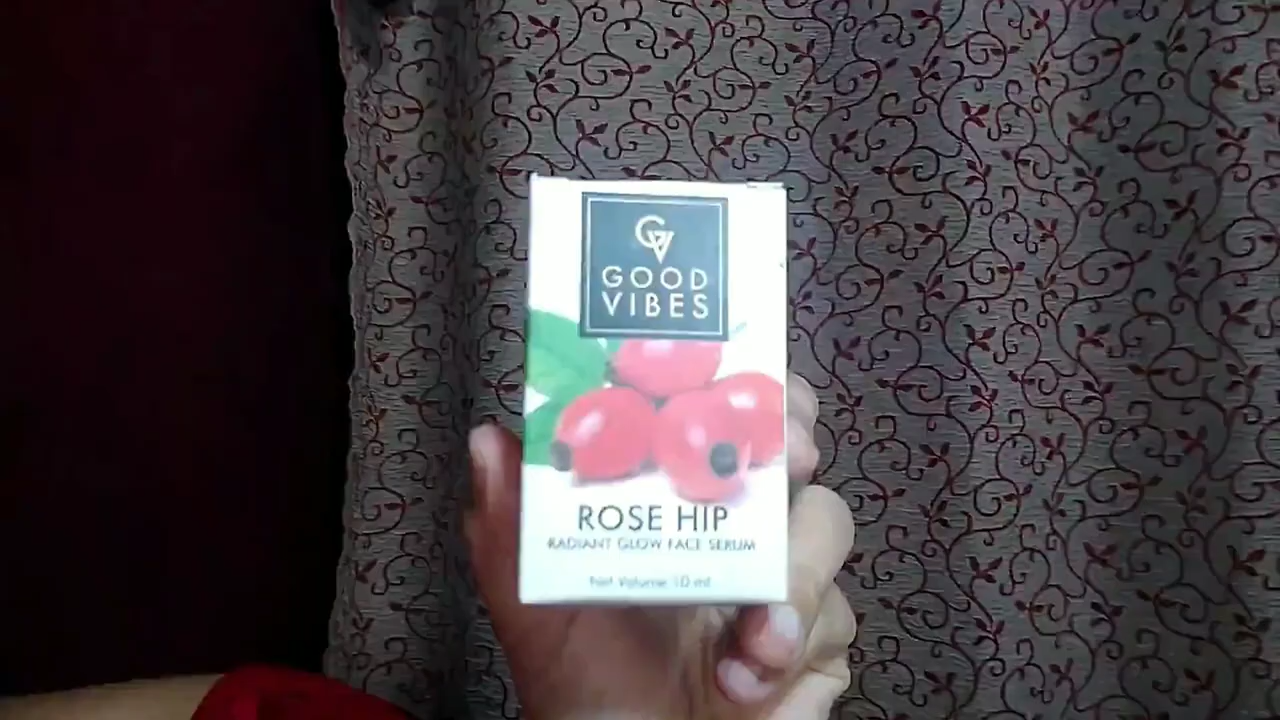 GV
GOOD
VIBES
ROSE HIP
RADIANT GLOW FACE SERUM
Net Volume 10 ml